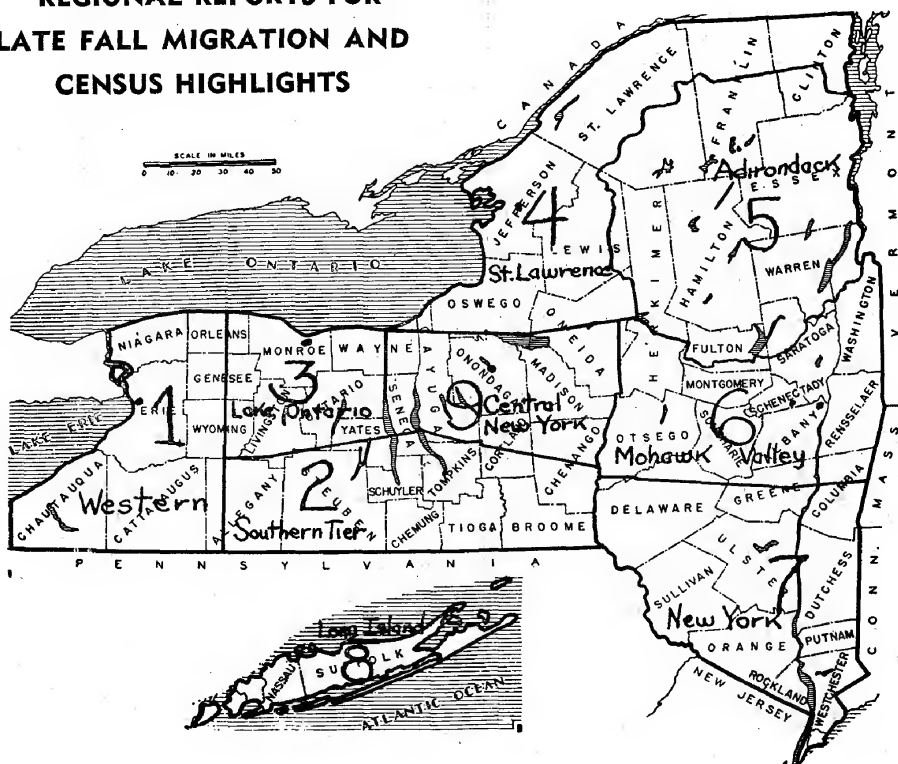 REGIONAL REPORTS FOR
LATE FALL MIGRATION AND
CENSUS HIGHLIGHTS
SCALE IN MILES
0 10 20 30 40 50
CANADA
ST. LAWRENCE
FRANKLIN
CLINTON
VERMONT
Adirondack
ESSEX
5
JEFFERSON
4
LEWIS
St. Lawrence
HERKIMER
HAMILTON
WARREN
WASHINGTON
LAKE ONTARIO
OSWEGO
ONEIDA
NIAGARA
ORLEANS
MONROE
WAYNE
CAYUGA
ONONDAGA
MADISON
FULTON
SARATOGA
GENESEE
3
ONTARIO
SENECA
MONTGOMERY
SCHENECTADY
RENSSELAER
MASS
LAKE ERIE
ERIE
1
WYOMING
Lake Ontario
LIVINGSTON
YATES
Central
New York
CORTLAND
CHENANGO
OTSEGO
SCHOHARIE
6
ALBANY
Mohawk Valley
CHAUTAUQUA
Western
CATTARAUGUS
ALLEGANY
2
STEUBEN
Southern Tier
SCHUYLER
CHEMUNG
TOMPKINS
TIOGA
BROOME
DELAWARE
GREENE
COLUMBIA
PENNSYLVANIA
ULSTER
SULLIVAN
7
DUTCHESS
CONN.
New York
ORANGE
PUTNAM
ROCKLAND
WESTCHESTER
NEW JERSEY
Long Island
8
NASSAU
SUFFOLK
ATLANTIC OCEAN